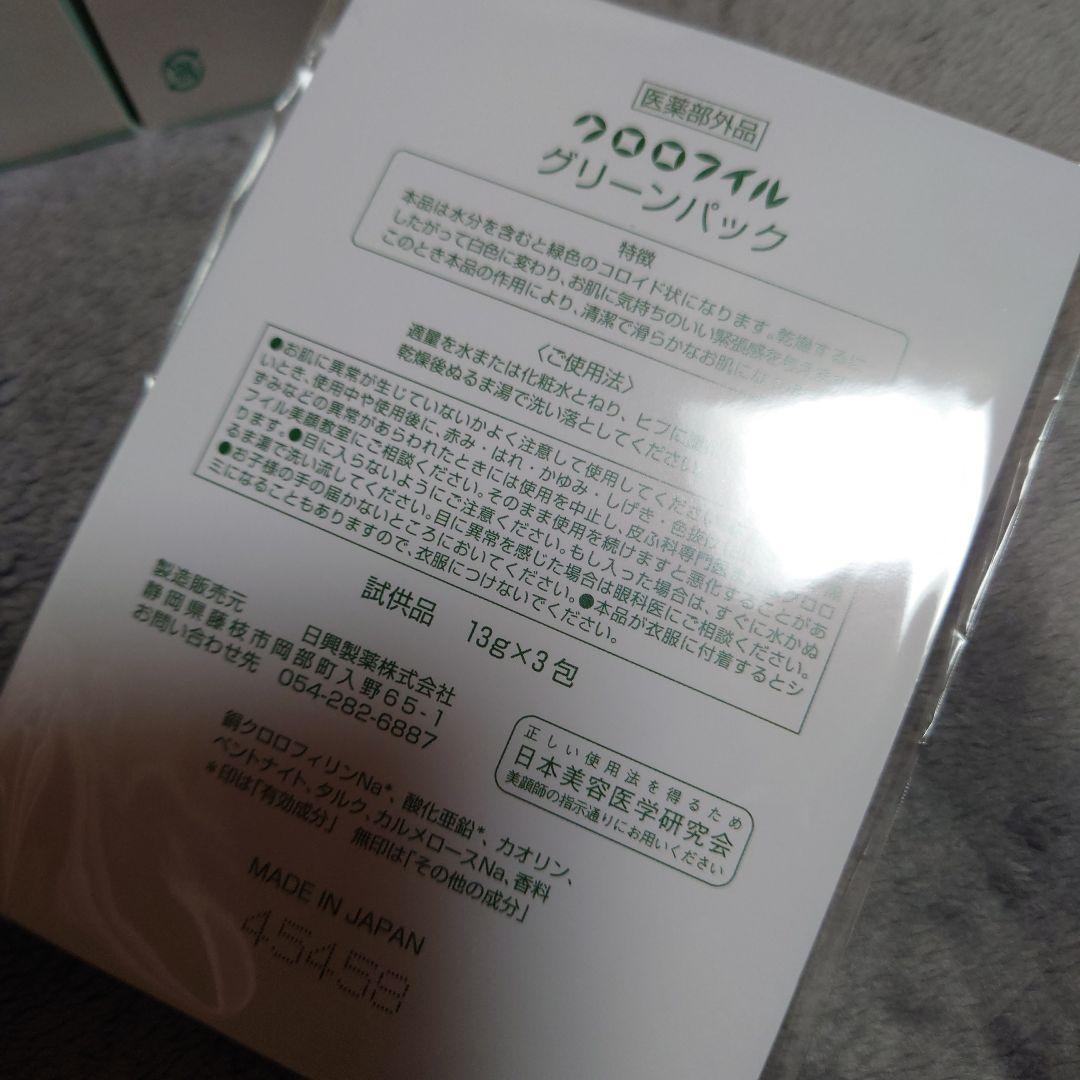 医薬部外品
クロロフイル
グリーンパック
特徴
本品は水分を含むと緑色のコロイド状になります。乾燥すると
したがって白色に変わり、お肌に気持ちのいい緊張感を与えます
このとき本品の作用により、清潔で滑らかなお肌にな
〈ご使用法〉
適量を水または化粧水とねり、ヒフに
乾燥後ぬるま湯で洗い落としてください
●お肌に異常が生じていないかよく注意して使用してください
いとき、使用中や使用後に、赤み・はれ・かゆみ・しげき・色抜け
すみなどの異常があらわれたときには使用を中止し、皮ふ科専門医
フイル美顔教室にご相談ください。そのまま使用を続けますと悪化することがあ
ります。●目に入らないようにご注意ください。もし入った場合は、すぐに水かぬ
るま湯で洗い流してください。目に異常を感じた場合は眼科医にご相談ください。
●お子様の手の届かないところにおいてください。●本品が衣服に付着するとシ
ミになることもありますので、衣服につけないでください。
試供品 13g×3包
製造販売元 日興製薬株式会社
静岡県藤枝市岡部町入野65-1
お問い合わせ先 054-282-6887
正しい使用法を得るため
日本美容医学研究会
美顔師の指示通りにお用いください
銅クロロフィリンNa*、酸化亜鉛*、カオリン、
ベントナイト、タルク、カルメロースNa、香料
*印は「有効成分」 無印は「その他の成分」
MADE IN JAPAN
45458